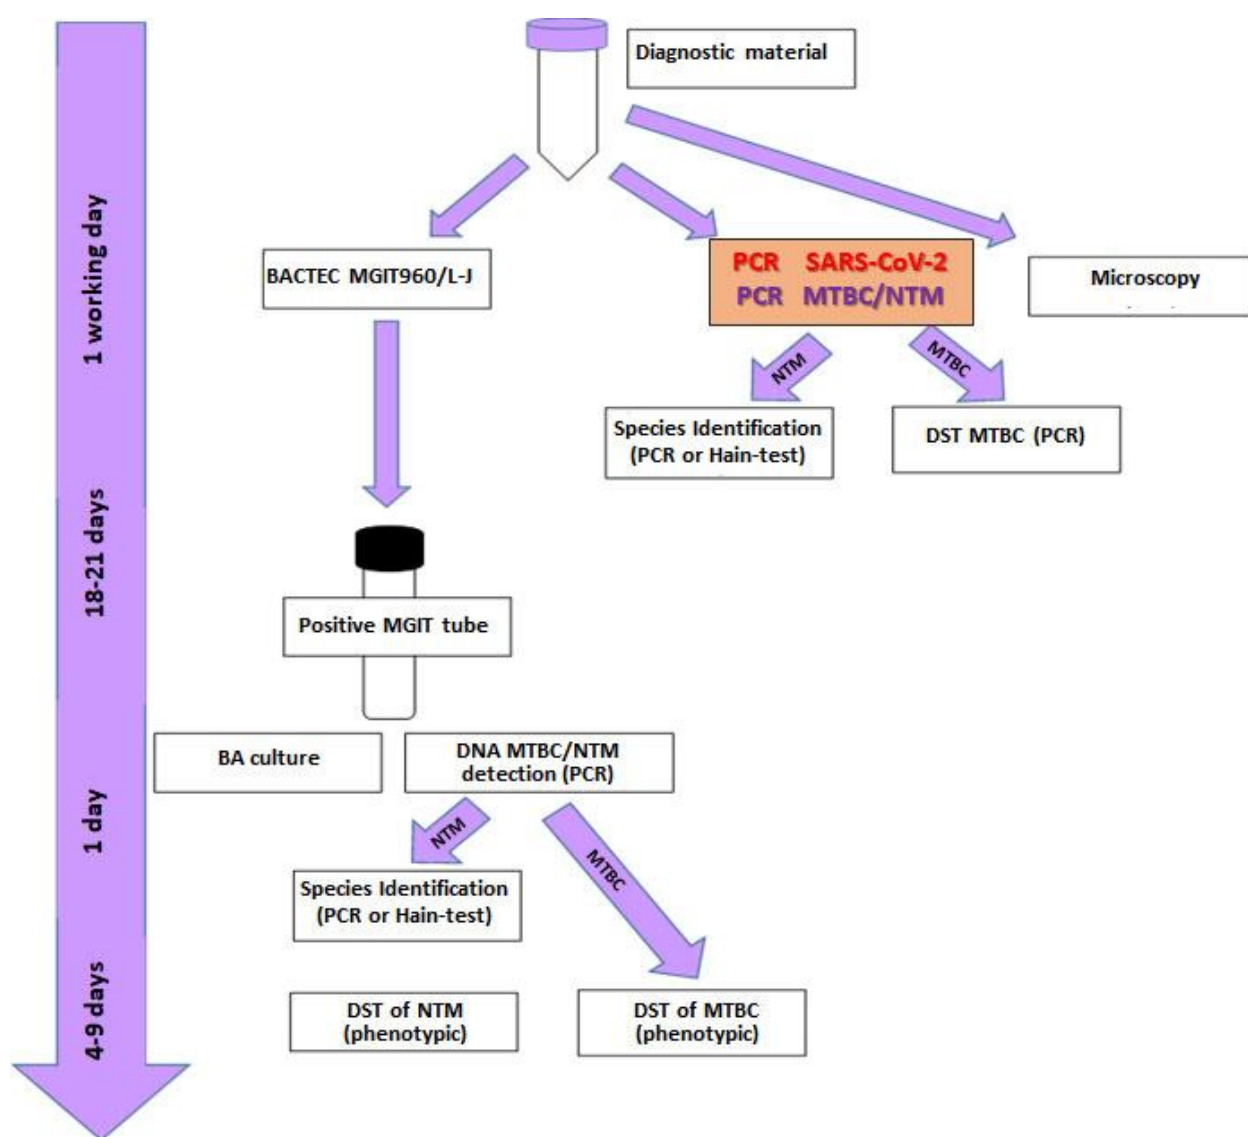 Diagnostic material
1 working day
BACTEC MGIT960/L-J
PCR SARS-CoV-2
PCR MTBC/NTM
Microscopy
NTM
MTBC
Species Identification
(PCR or Hain-test)
DST MTBC (PCR)
18-21 days
Positive MGIT tube
BA culture
DNA MTBC/NTM
detection (PCR)
1 day
NTM
MTBC
Species Identification
(PCR or Hain-test)
4-9 days
DST of NTM
(phenotypic)
DST of MTBC
(phenotypic)